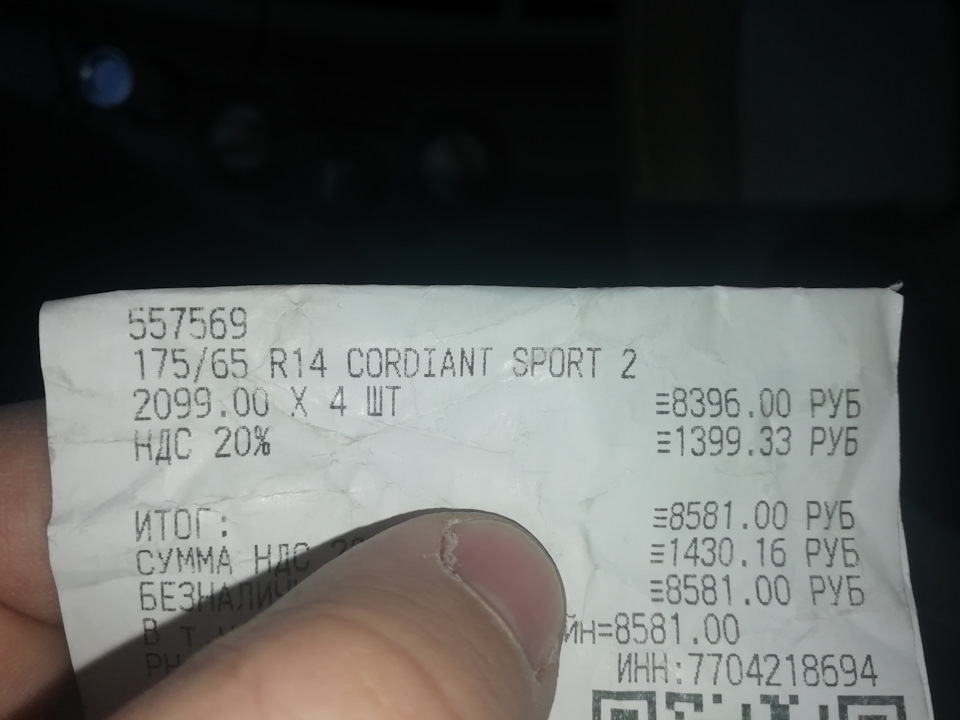 557569
175/65 R14 CORDIANT SPORT 2
2099.00 X 4 ШТ ≡8396.00 РУБ
НДС 20% ≡1399.33 РУБ
ИТОГ: ≡8581.00 РУБ
СУММА НДС ≡1430.16 РУБ
≡8581.00 РУБ
В т =8581.00
ИНН:7704218694